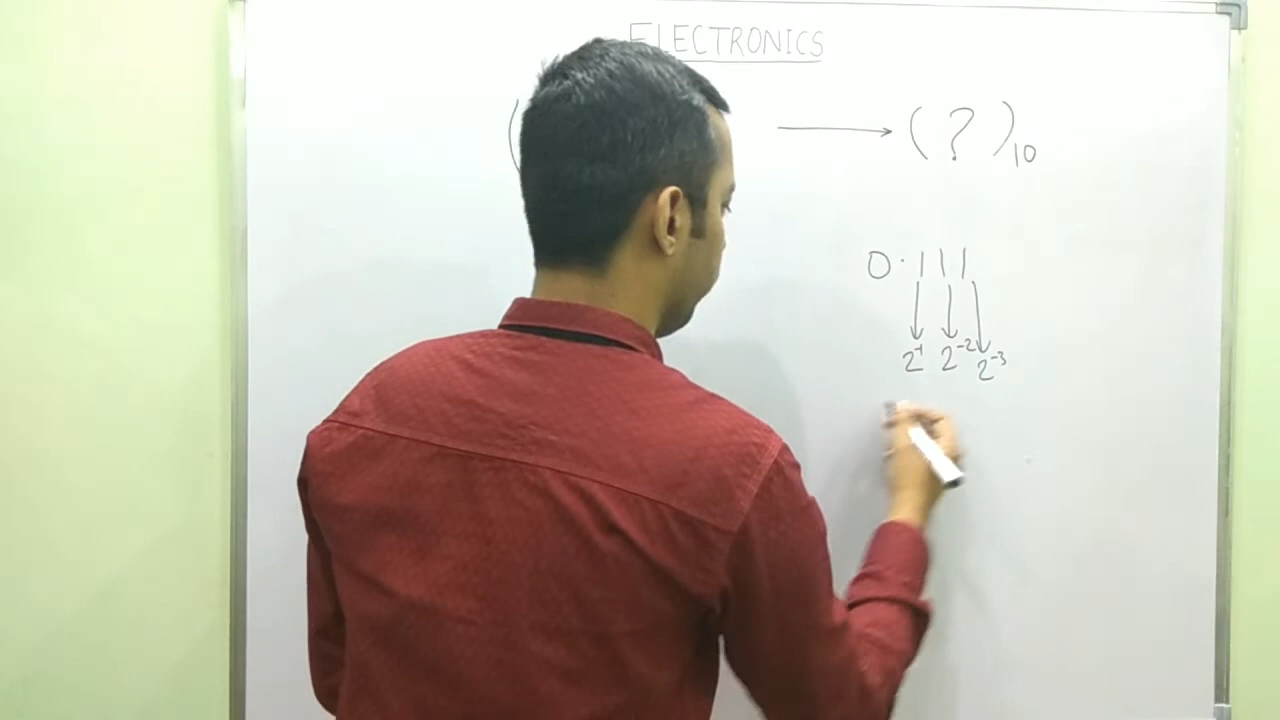 ELECTRONICS
( → ( ? )10
0.111
2^-1 2^-2 2^-3